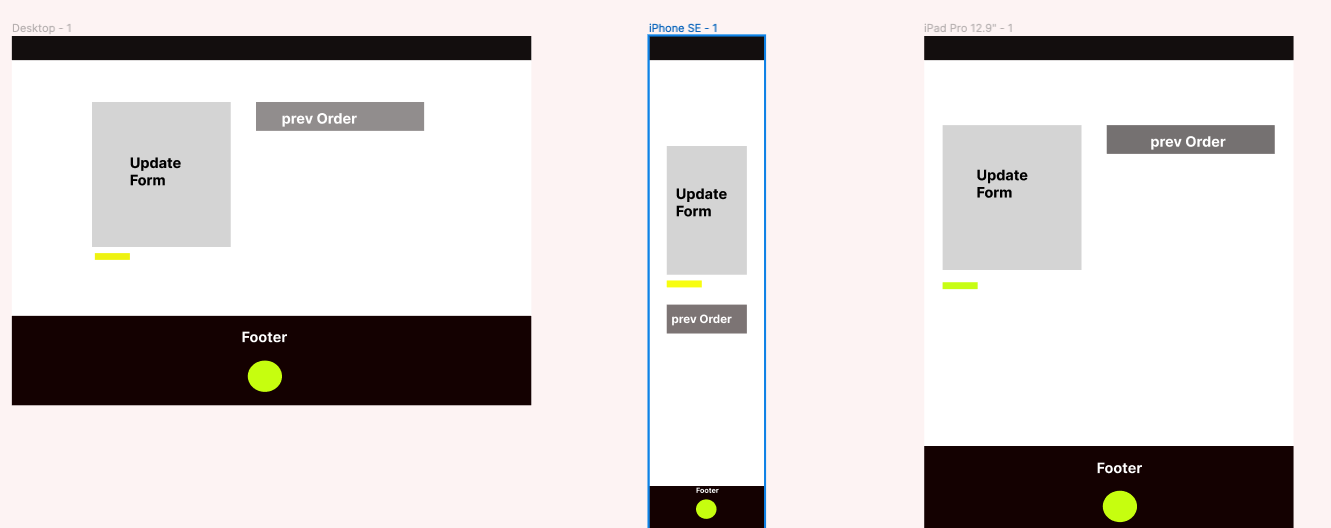 Desktop - 1
prev Order
Update
Form
Footer
iPhone SE - 1
Update
Form
prev Order
Footer
iPad Pro 12.9" - 1
prev Order
Update
Form
Footer